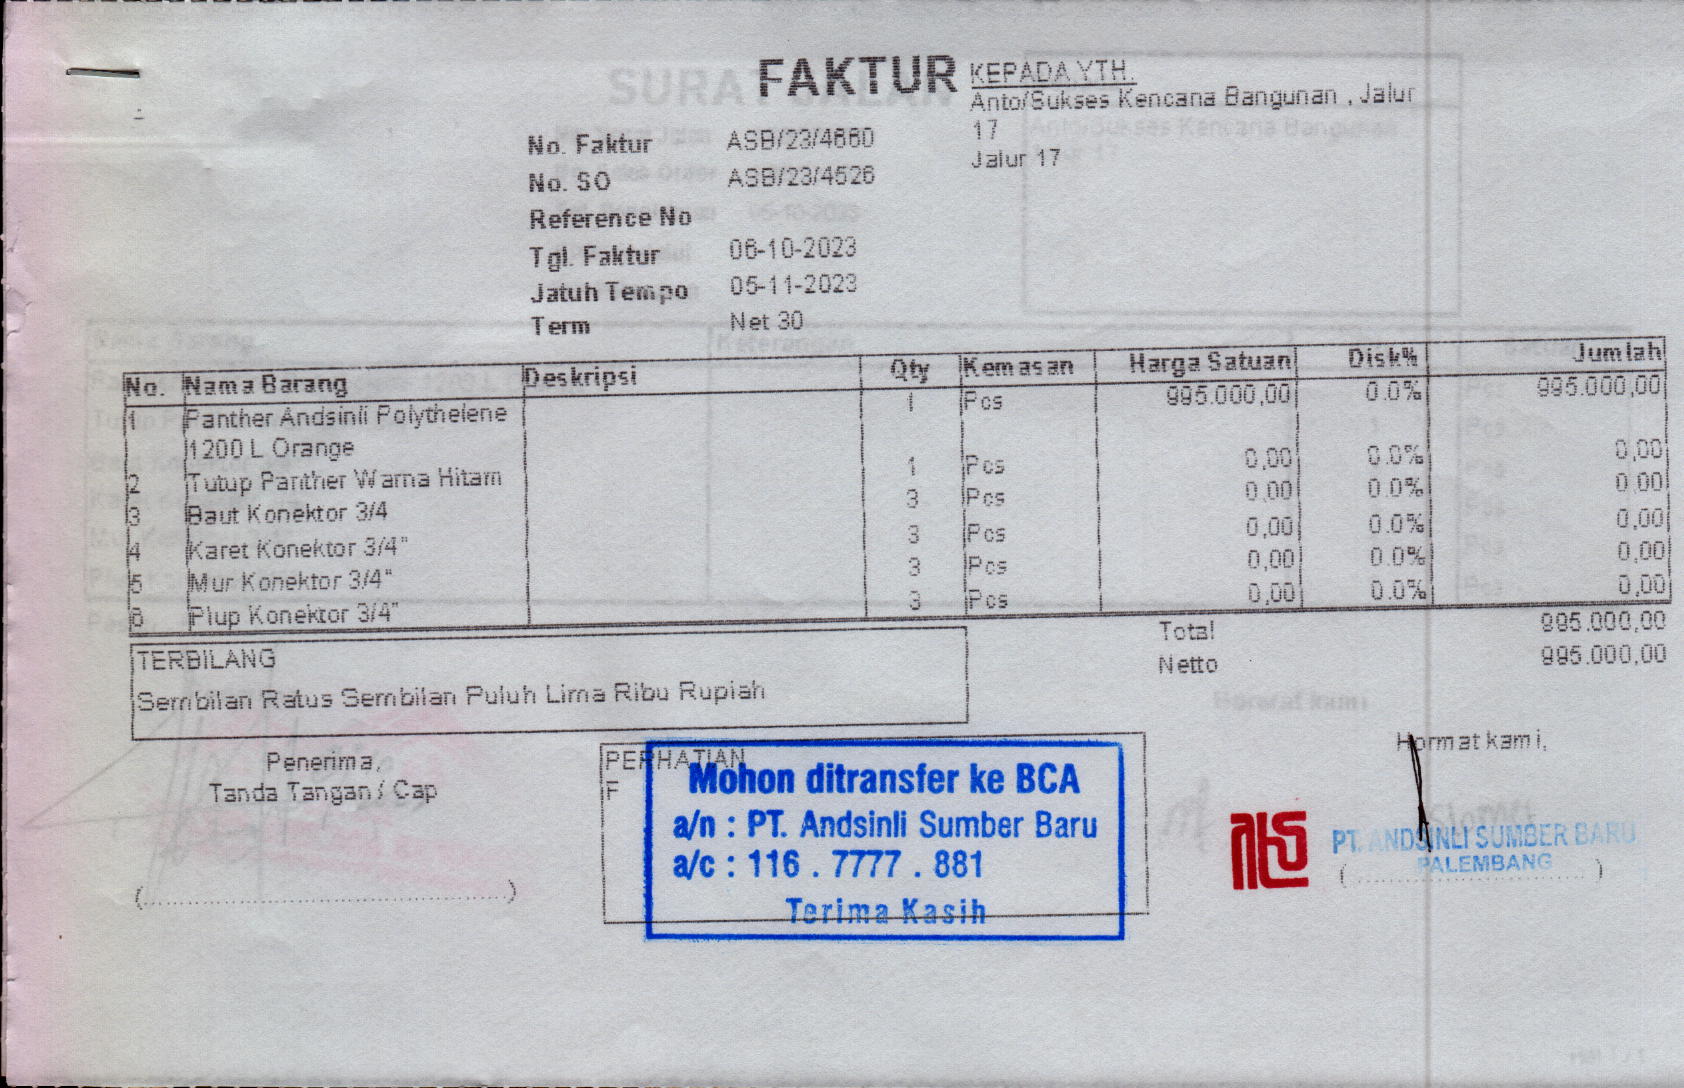 FAKTUR
KEPADA YTH.
Anto/Sukses Kencana Bangunan , Jalur
17
Jalur 17
No. Faktur ASB/23/4660
No. SO ASB/23/4526
Reference No
Tgl. Faktur 06-10-2023
Jatuh Tempo 05-11-2023
Term Net 30
No. Nama Barang Deskripsi Qty Kemasan Harga Satuan Disk% Jumlah
1 Panther Andsinli Polythelene 1 Pcs 995.000,00 0.0% 995.000,00
1200 L Orange
2 Tutup Panther Warna Hitam 1 Pcs 0,00 0.0% 0,00
3 Baut Konektor 3/4 3 Pcs 0,00 0.0% 0,00
4 Karet Konektor 3/4" 3 Pcs 0,00 0.0% 0,00
5 Mur Konektor 3/4" 3 Pcs 0,00 0.0% 0,00
6 Plup Konektor 3/4" 3 Pcs 0,00 0.0% 0,00
Total 995.000,00
Netto 995.000,00
TERBILANG
Sembilan Ratus Sembilan Puluh Lima Ribu Rupiah
Penerima,
Tanda Tangan / Cap
(....................)
PERHATIAN
F
Mohon ditransfer ke BCA
a/n : PT. Andsinli Sumber Baru
a/c : 116 . 7777 . 881
Terima Kasih
Hormat kami,
PT. ANDSINLI SUMBER BARU
PALEMBANG
(....................)